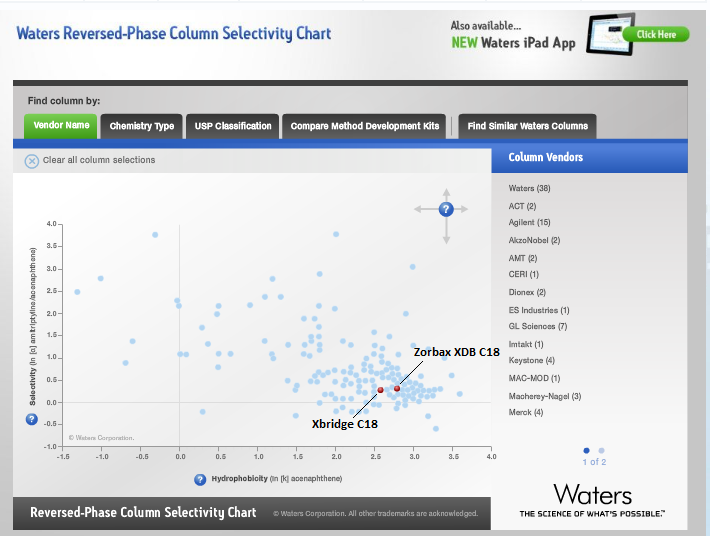 Waters Reversed-Phase Column Selectivity Chart
Also available...
NEW Waters iPad App
Click Here
Find column by:
Vendor Name
Chemistry Type
USP Classification
Compare Method Development Kits
Find Similar Waters Columns
Clear all column selections
Column Vendors
Waters (38)
ACT (2)
Agilent (15)
AkzoNobel (2)
AMT (2)
CERI (1)
Dionex (2)
ES Industries (1)
GL Sciences (7)
Imtakt (1)
Keystone (4)
MAC-MOD (1)
Macherey-Nagel (3)
Merck (4)
1 of 2
?
Selectivity (ln [α] amitriptyline/acenaphthene)
4.0
3.5
3.0
2.5
2.0
1.5
1.0
0.5
0.0
-0.5
-1.0
Zorbax XDB C18
Xbridge C18
?
© Waters Corporation.
-1.5 -1.0 -0.5 0.0 0.5 1.0 1.5 2.0 2.5 3.0 3.5 4.0
? Hydrophobicity (ln [k] acenaphthene)
Waters
THE SCIENCE OF WHAT'S POSSIBLE.™
Reversed-Phase Column Selectivity Chart
© Waters Corporation. All other trademarks are acknowledged.